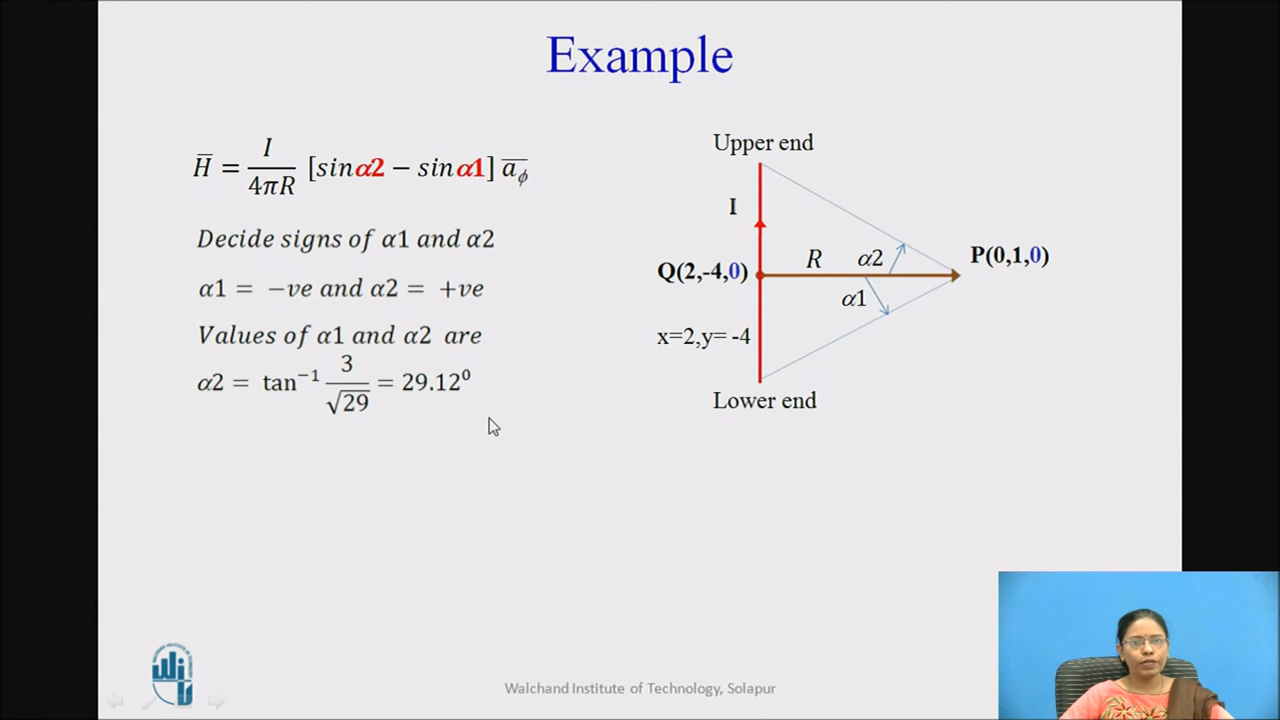 Example
H̅ = I/4πR [sinα2 − sinα1] a̅ϕ
Decide signs of α1 and α2
α1 = −ve and α2 = +ve
Values of α1 and α2 are
α2 = tan⁻¹ 3/√29 = 29.12⁰
Upper end
I
R
α2
P(0,1,0)
Q(2,-4,0)
α1
x=2,y= -4
Lower end
Walchand Institute of Technology, Solapur